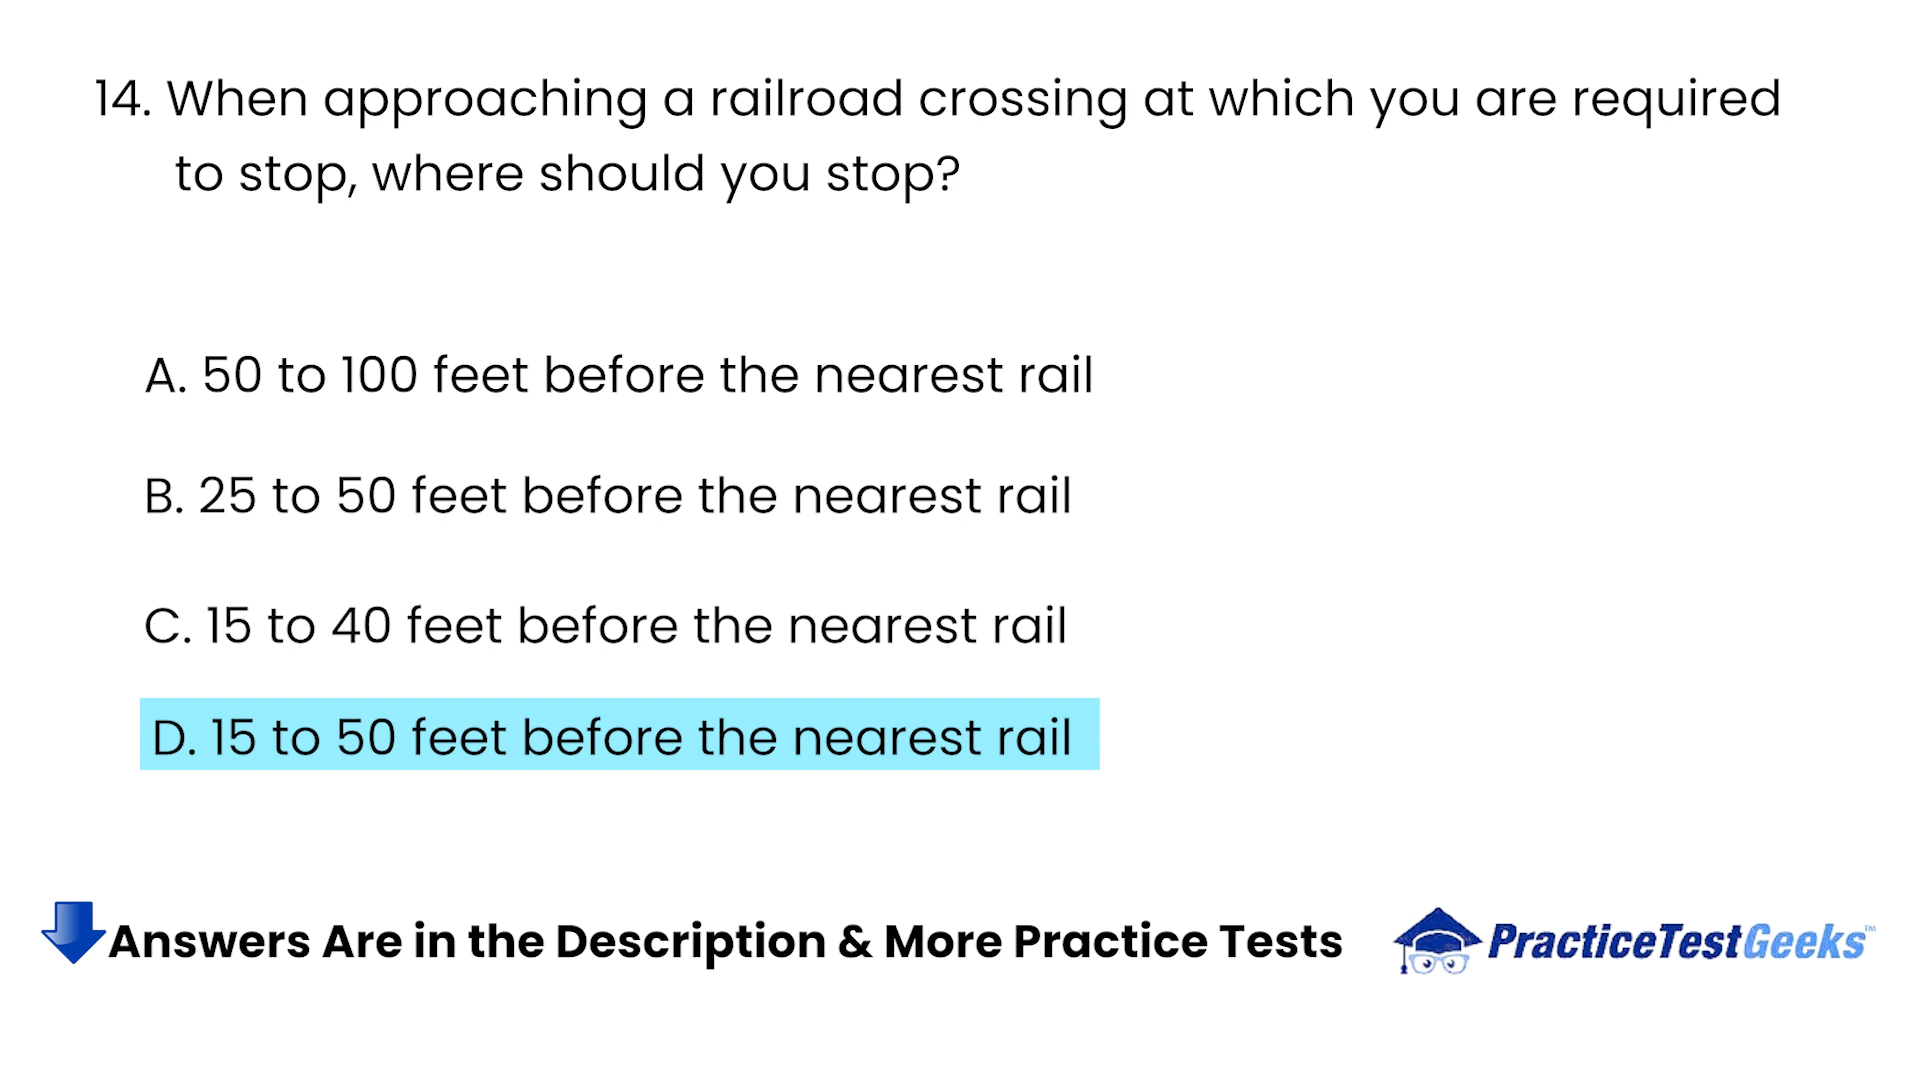 14. When approaching a railroad crossing at which you are required
to stop, where should you stop?
A. 50 to 100 feet before the nearest rail
B. 25 to 50 feet before the nearest rail
C. 15 to 40 feet before the nearest rail
D. 15 to 50 feet before the nearest rail
Answers Are in the Description & More Practice Tests
PracticeTestGeeks™